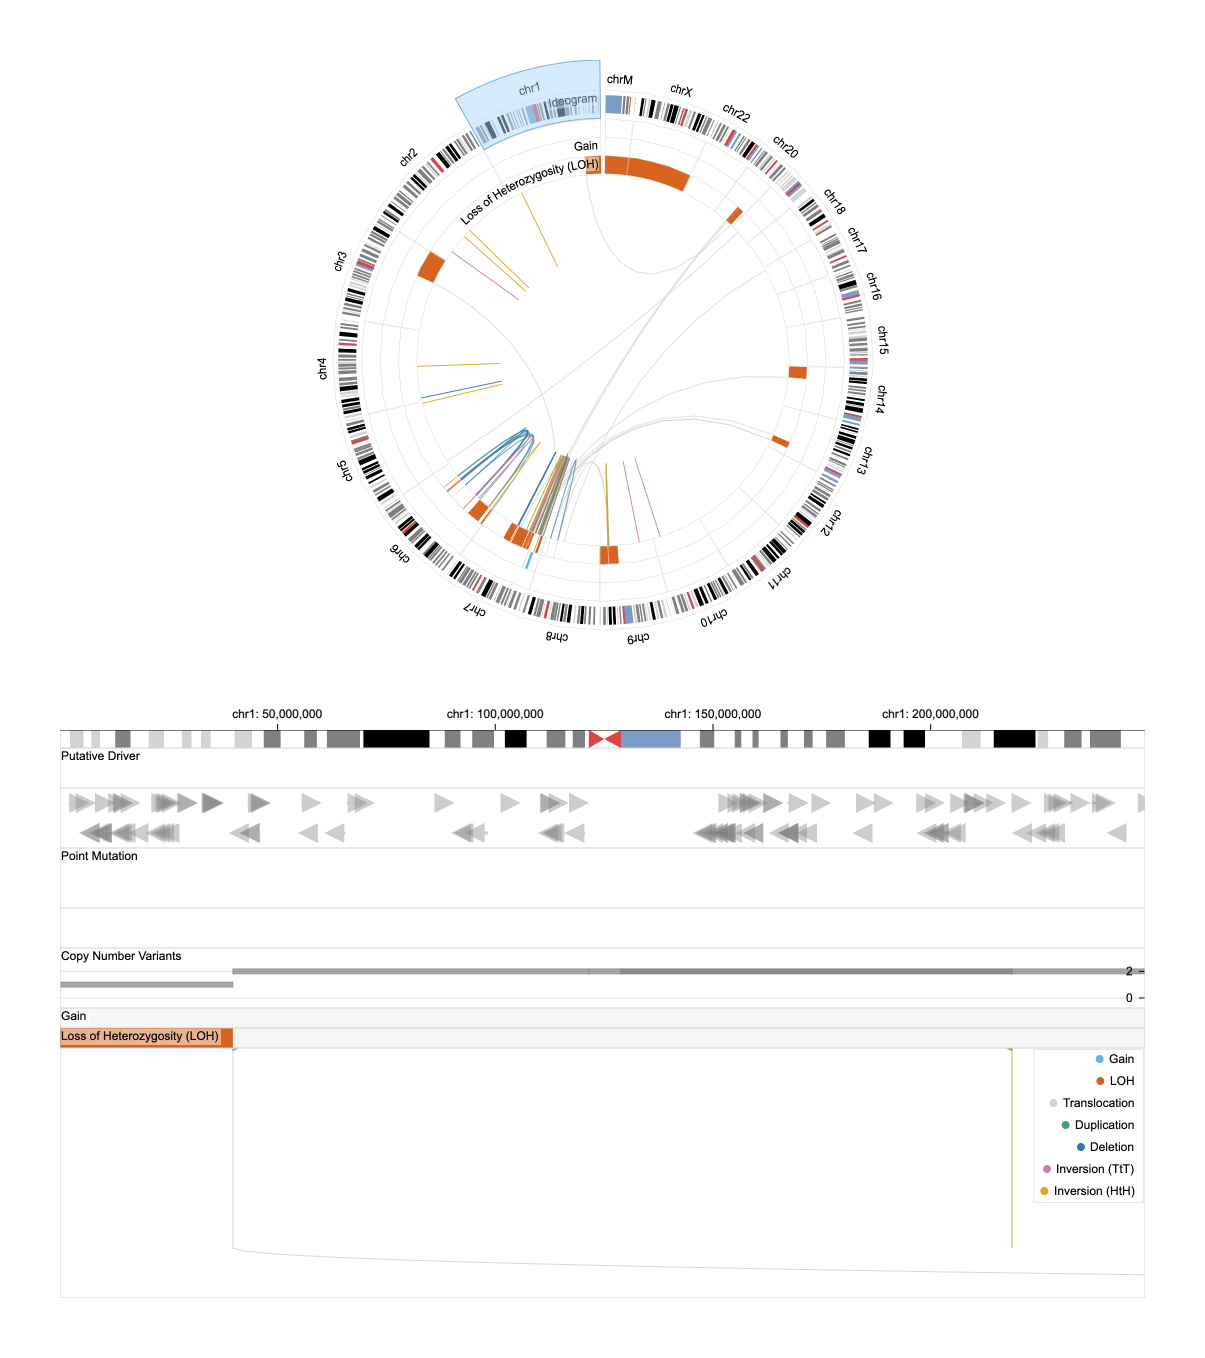 chr1
Ideogram
chrM
chrX
chr22
chr20
chr18
chr17
chr16
chr15
chr14
chr13
chr12
chr11
chr10
chr9
chr8
chr7
chr6
chr5
chr4
chr3
chr2
Gain
Loss of Heterozygosity (LOH)
chr1: 50,000,000
chr1: 100,000,000
chr1: 150,000,000
chr1: 200,000,000
Putative Driver
Point Mutation
Copy Number Variants
2
0
Gain
Loss of Heterozygosity (LOH)
Gain
LOH
Translocation
Duplication
Deletion
Inversion (TtT)
Inversion (HtH)